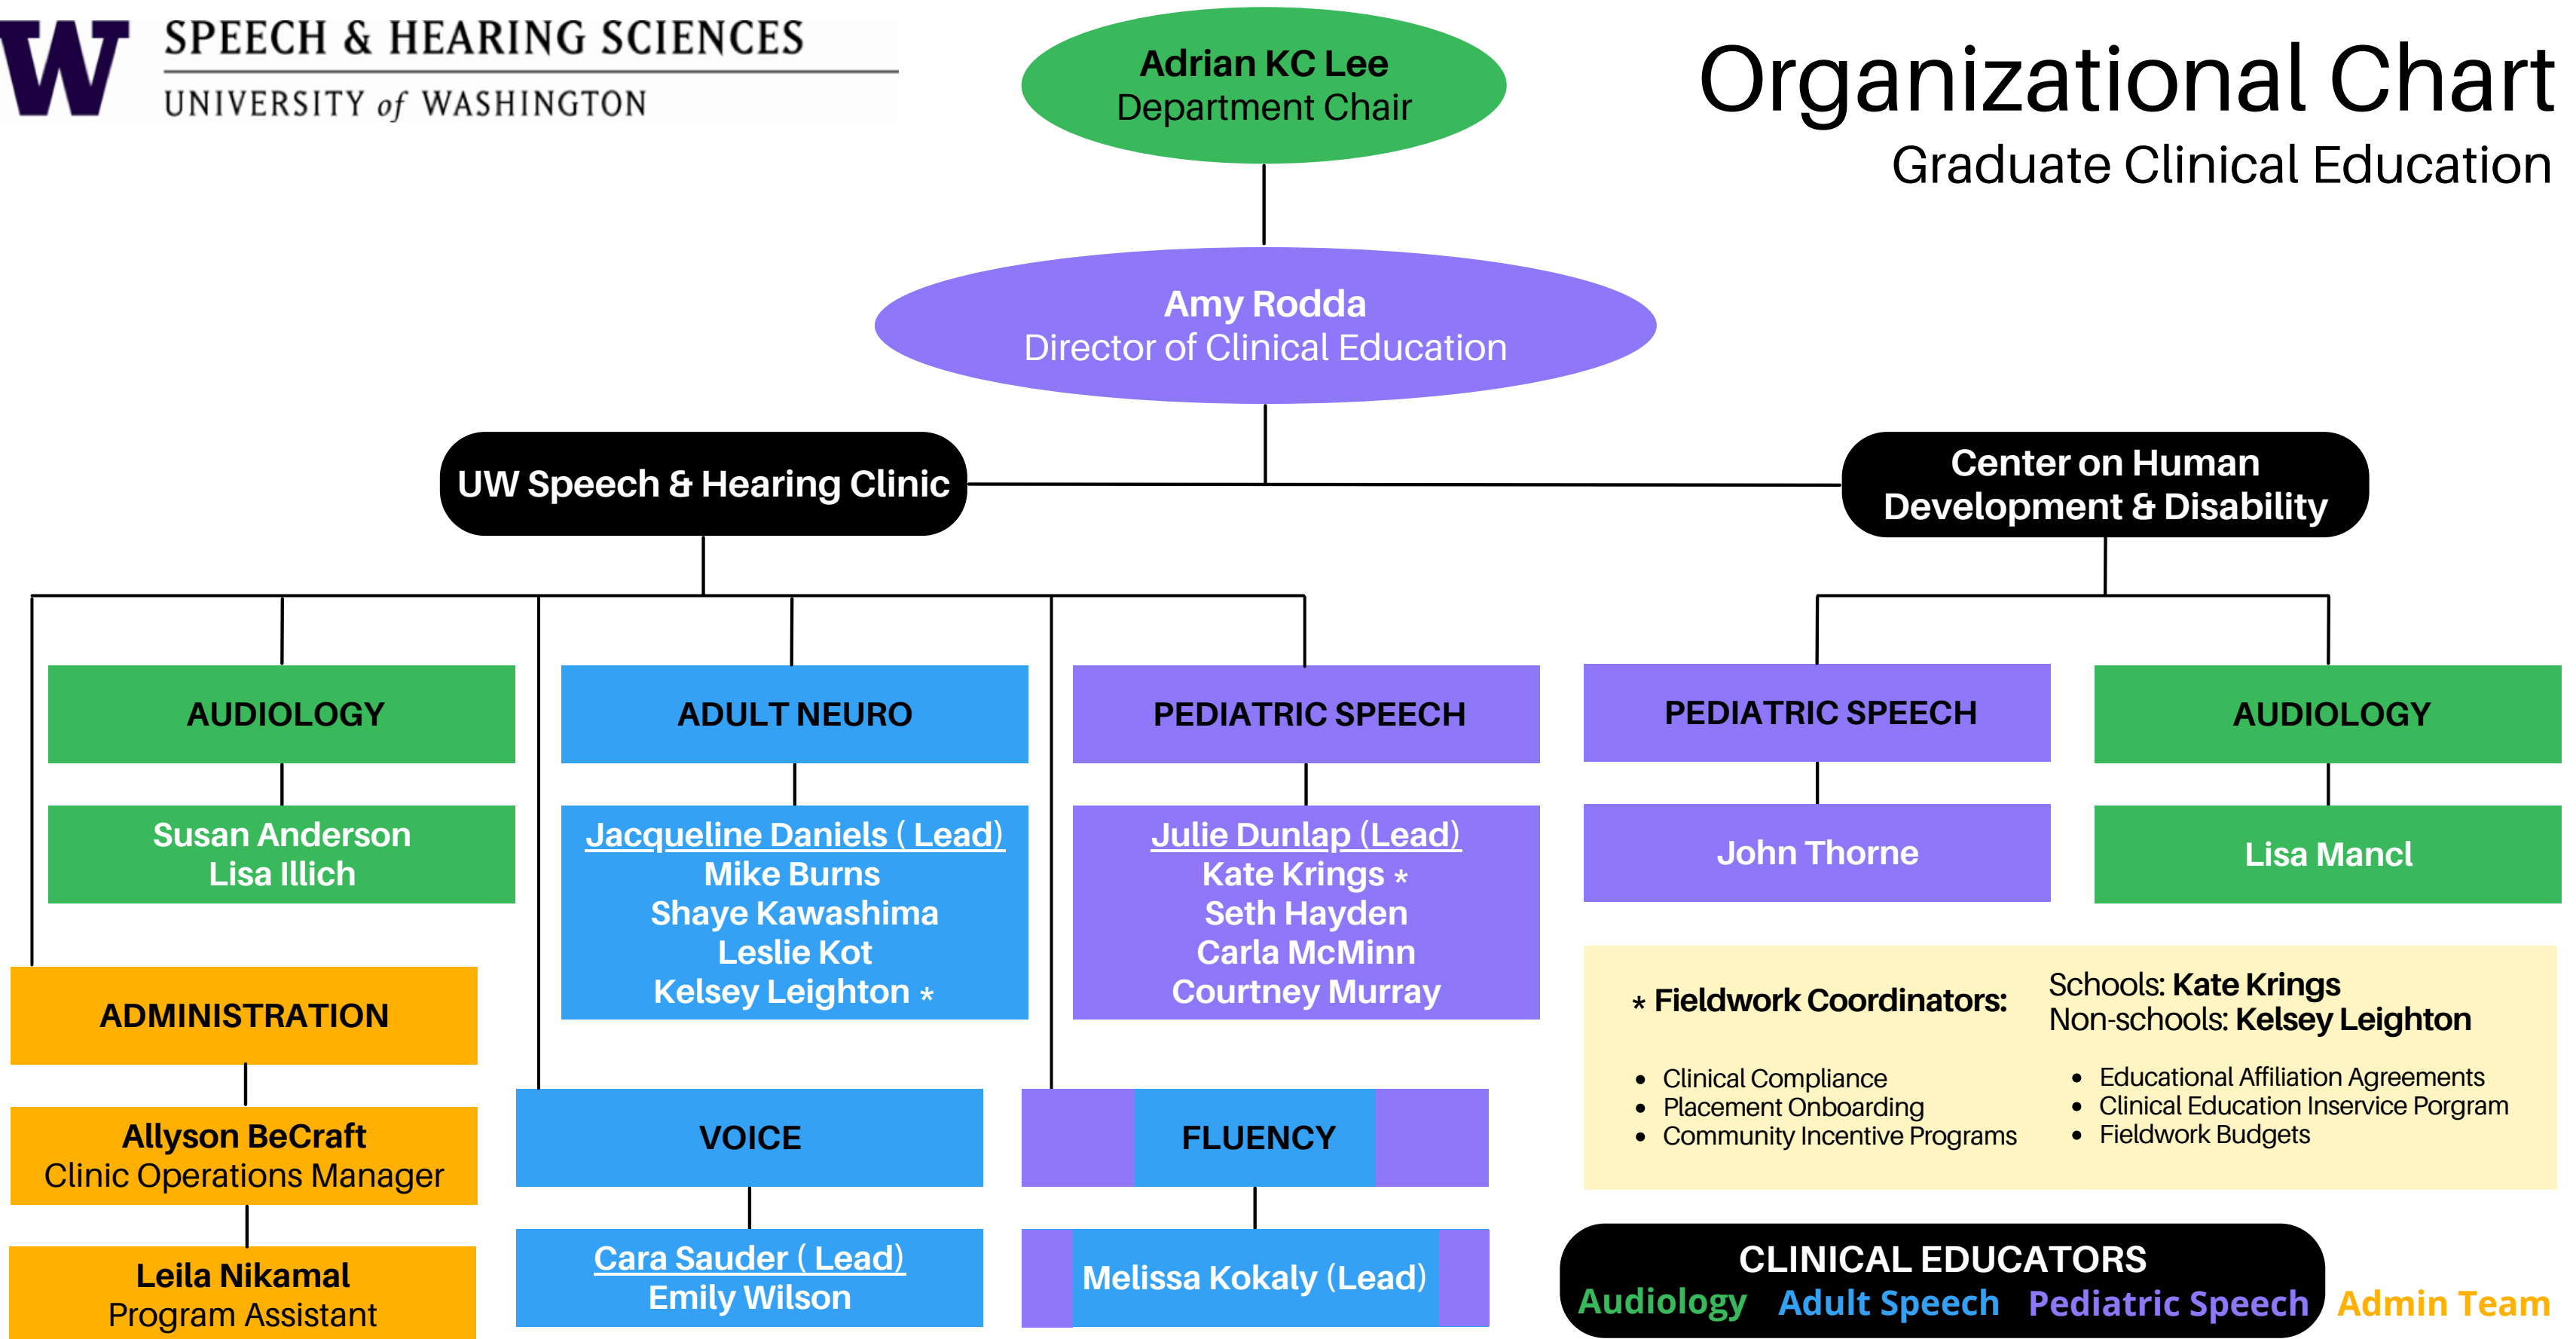 W
SPEECH & HEARING SCIENCES
UNIVERSITY of WASHINGTON
Organizational Chart
Graduate Clinical Education
Adrian KC Lee
Department Chair
Amy Rodda
Director of Clinical Education
UW Speech & Hearing Clinic
Center on Human
Development & Disability
AUDIOLOGY
Susan Anderson
Lisa Illich
ADULT NEURO
Jacqueline Daniels ( Lead)
Mike Burns
Shaye Kawashima
Leslie Kot
Kelsey Leighton *
PEDIATRIC SPEECH
Julie Dunlap (Lead)
Kate Krings *
Seth Hayden
Carla McMinn
Courtney Murray
PEDIATRIC SPEECH
John Thorne
AUDIOLOGY
Lisa Mancl
ADMINISTRATION
Allyson BeCraft
Clinic Operations Manager
Leila Nikamal
Program Assistant
VOICE
Cara Sauder ( Lead)
Emily Wilson
FLUENCY
Melissa Kokaly (Lead)
* Fieldwork Coordinators:
Schools: Kate Krings
Non-schools: Kelsey Leighton
• Clinical Compliance
• Placement Onboarding
• Community Incentive Programs
• Educational Affiliation Agreements
• Clinical Education Inservice Porgram
• Fieldwork Budgets
CLINICAL EDUCATORS
Audiology Adult Speech Pediatric Speech Admin Team